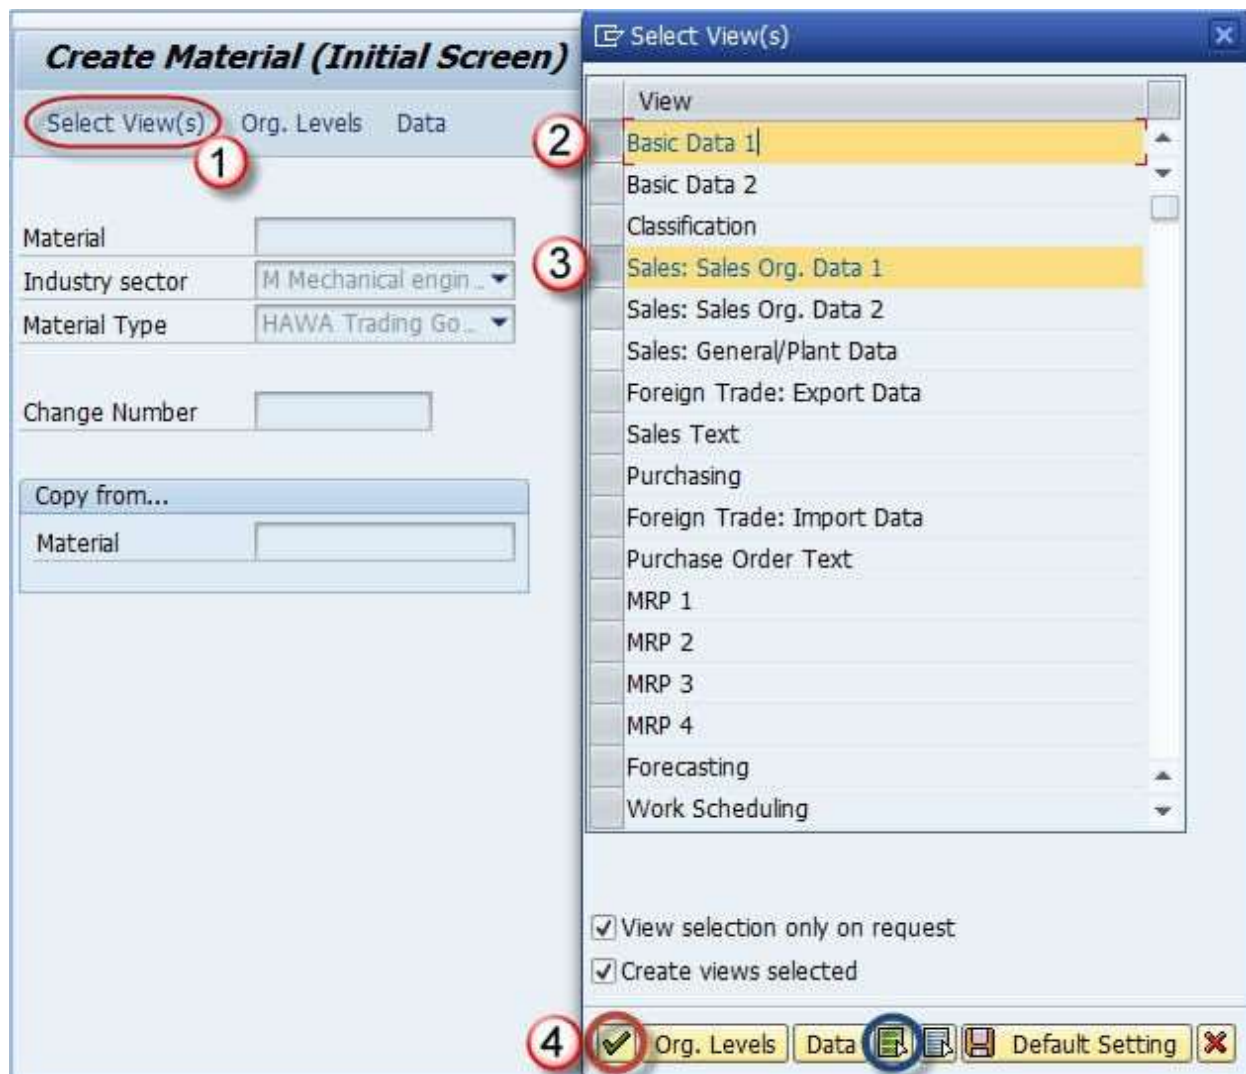 Create Material (Initial Screen)
Select View(s) Org. Levels Data
1
Material
Industry sector M Mechanical engin..
Material Type HAWA Trading Go..
Change Number
Copy from...
Material
Select View(s)
View
2 Basic Data 1
Basic Data 2
Classification
3 Sales: Sales Org. Data 1
Sales: Sales Org. Data 2
Sales: General/Plant Data
Foreign Trade: Export Data
Sales Text
Purchasing
Foreign Trade: Import Data
Purchase Order Text
MRP 1
MRP 2
MRP 3
MRP 4
Forecasting
Work Scheduling
View selection only on request
Create views selected
4 Org. Levels Data Default Setting